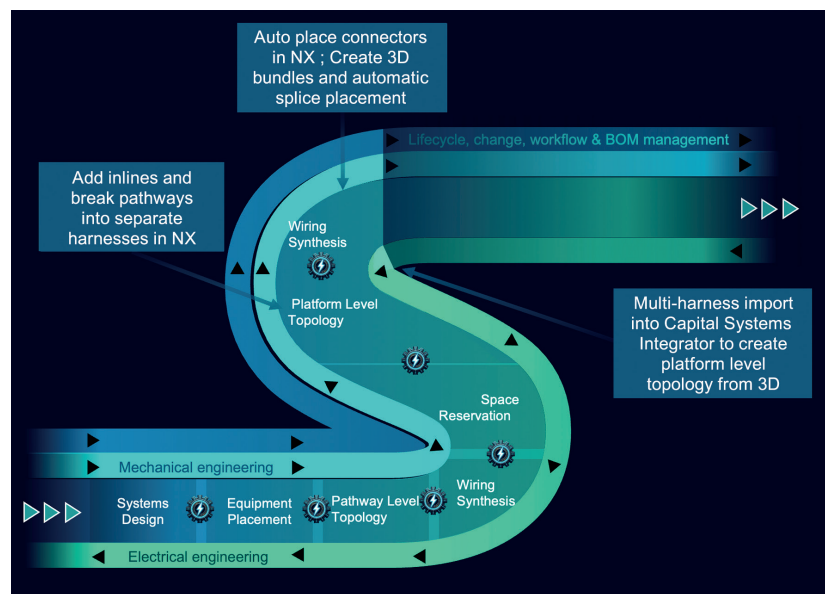 Auto place connectors
in NX ; Create 3D
bundles and automatic
splice placement
Lifecycle, change, workflow & BOM management
Add inlines and
break pathways
into separate
harnesses in NX
Wiring
Synthesis
Platform Level
Topology
Multi-harness import
into Capital Systems
Integrator to create
platform level
topology from 3D
Space
Reservation
Mechanical engineering
Systems
Design
Equipment
Placement
Pathway Level
Topology
Wiring
Synthesis
Electrical engineering